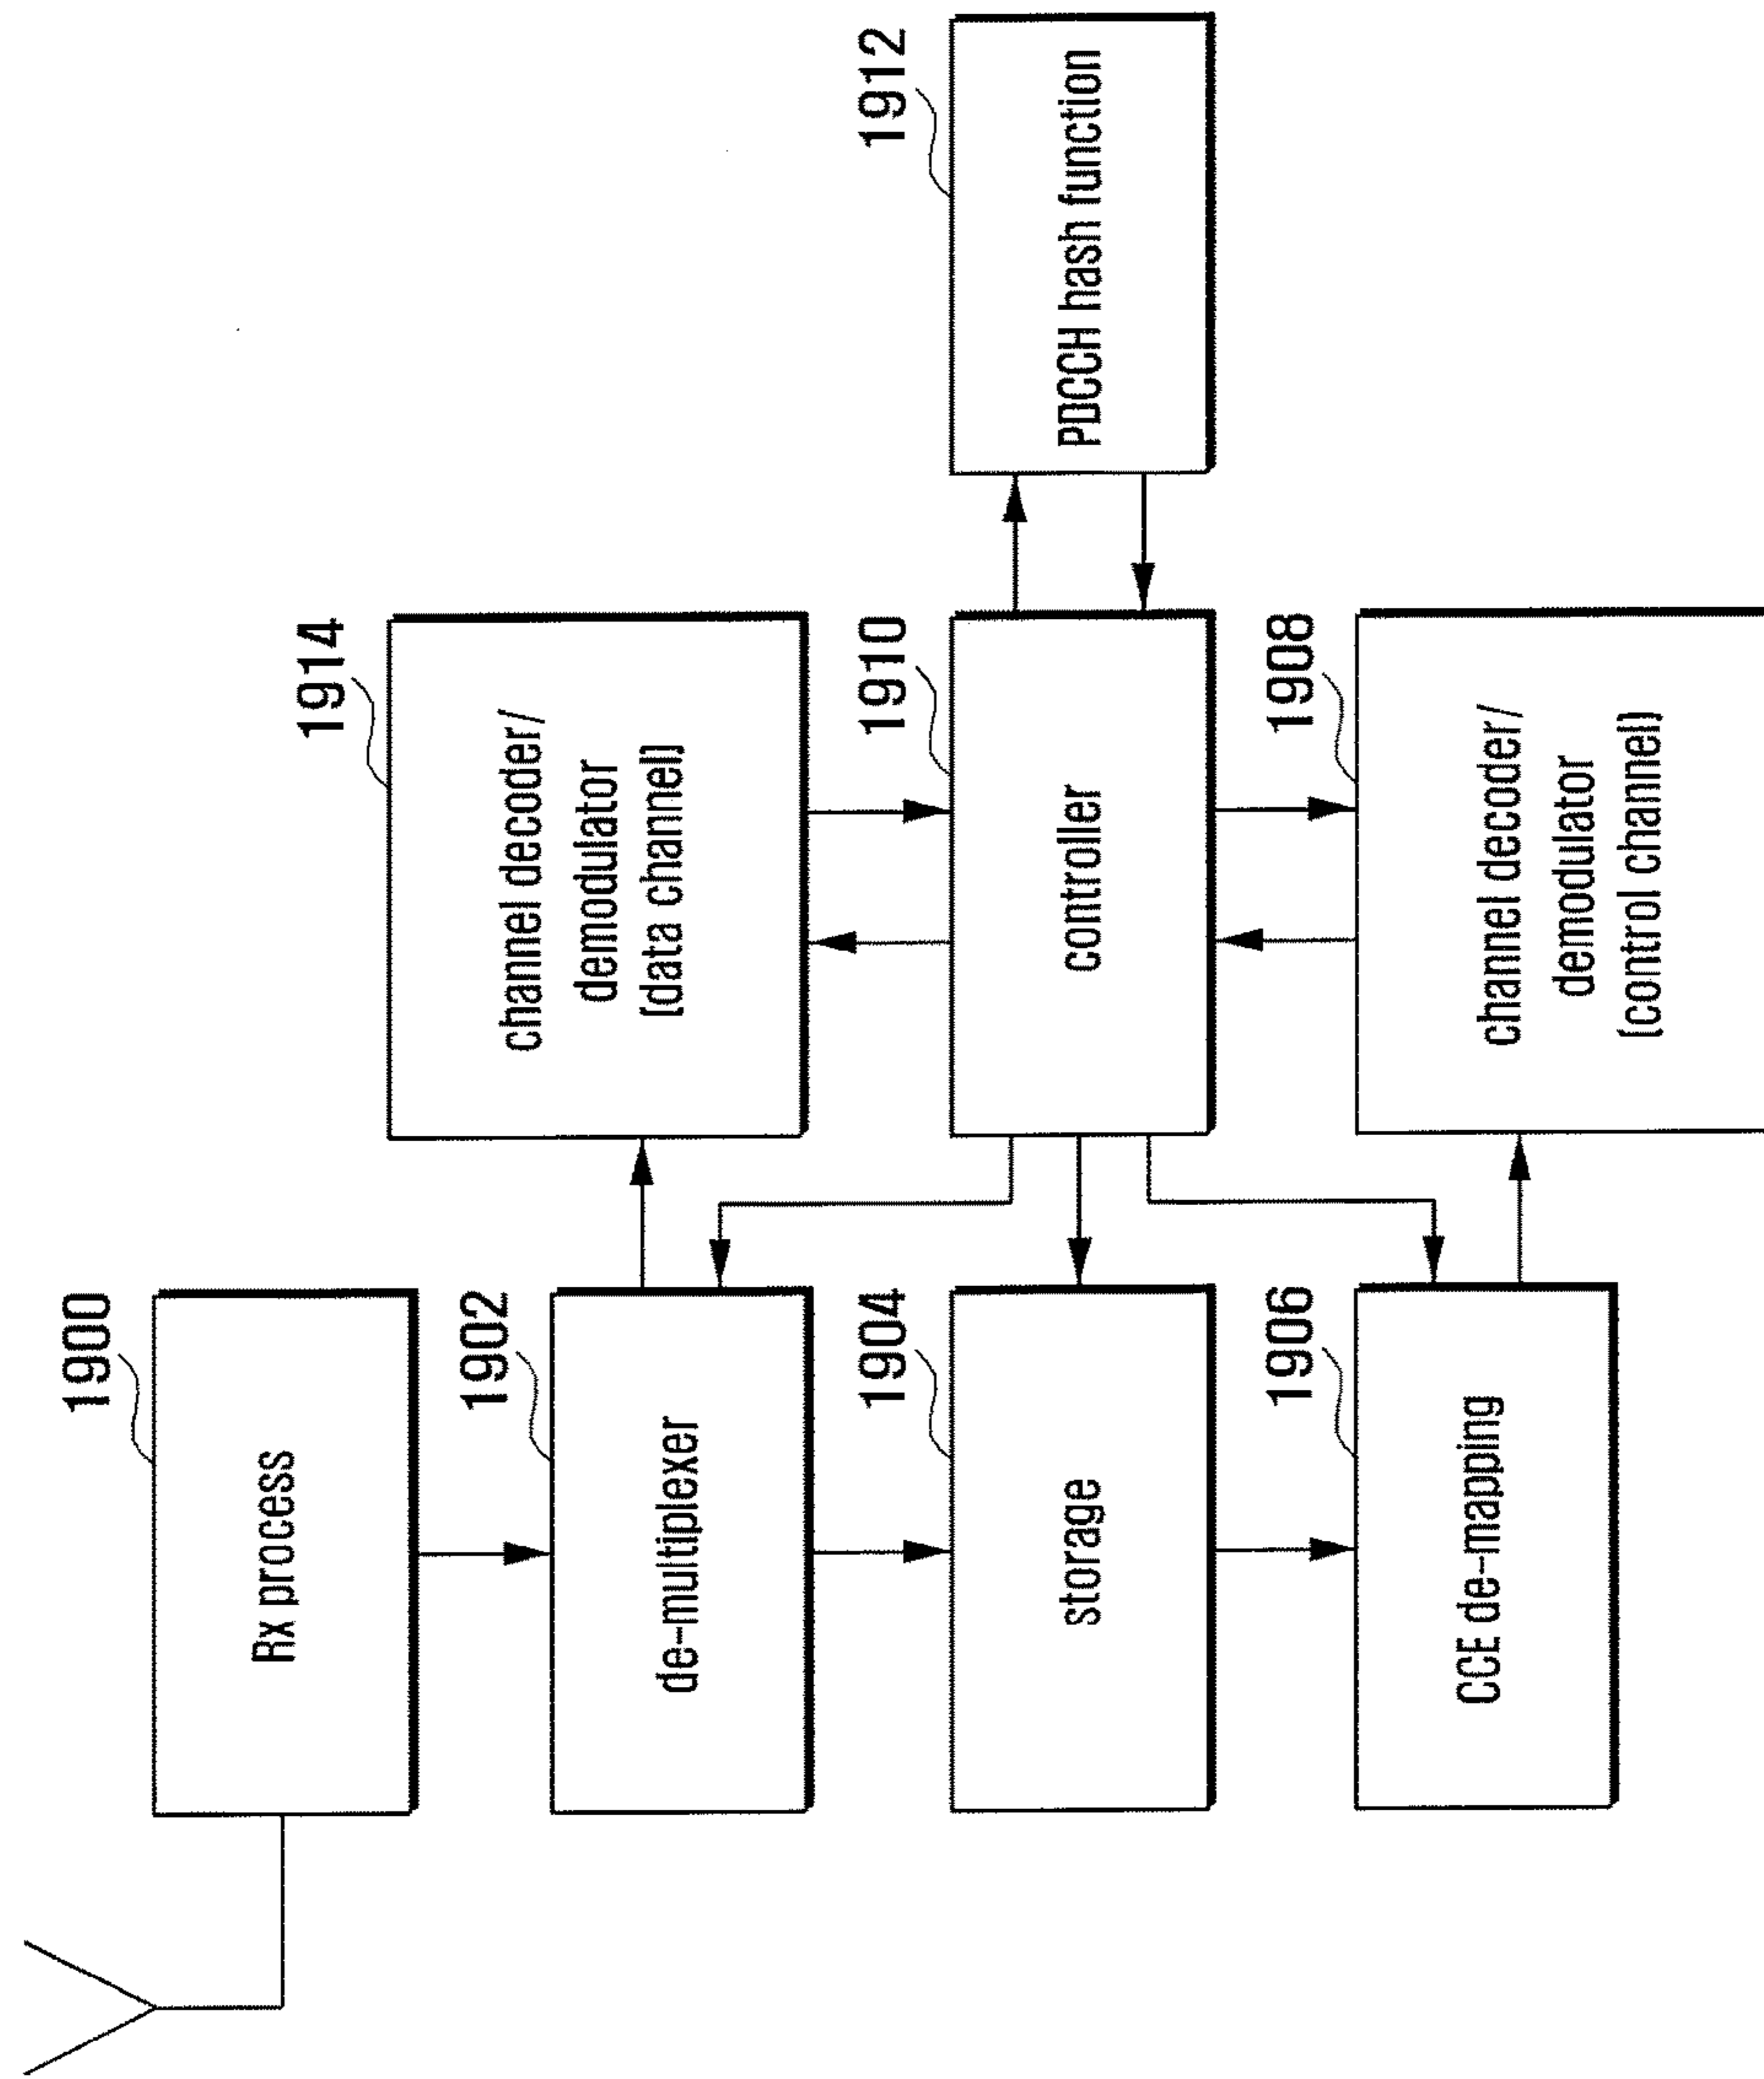 1900
Rx process
1902
de-multiplexer
1904
storage
1906
CCE de-mapping
1914
channel decoder/
demodulator
(data channel)
1910
controller
1908
channel decoder/
demodulator
(control channel)
1912
PDCCH hash function